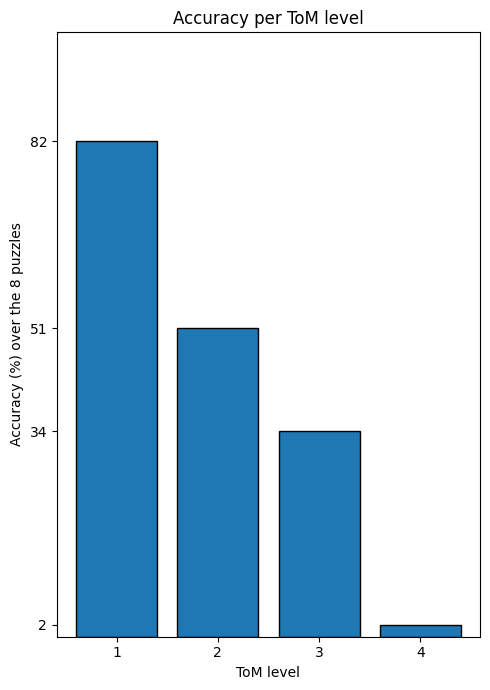 Accuracy per ToM level
Accuracy (%) over the 8 puzzles
82
51
34
2
1 2 3 4
ToM level